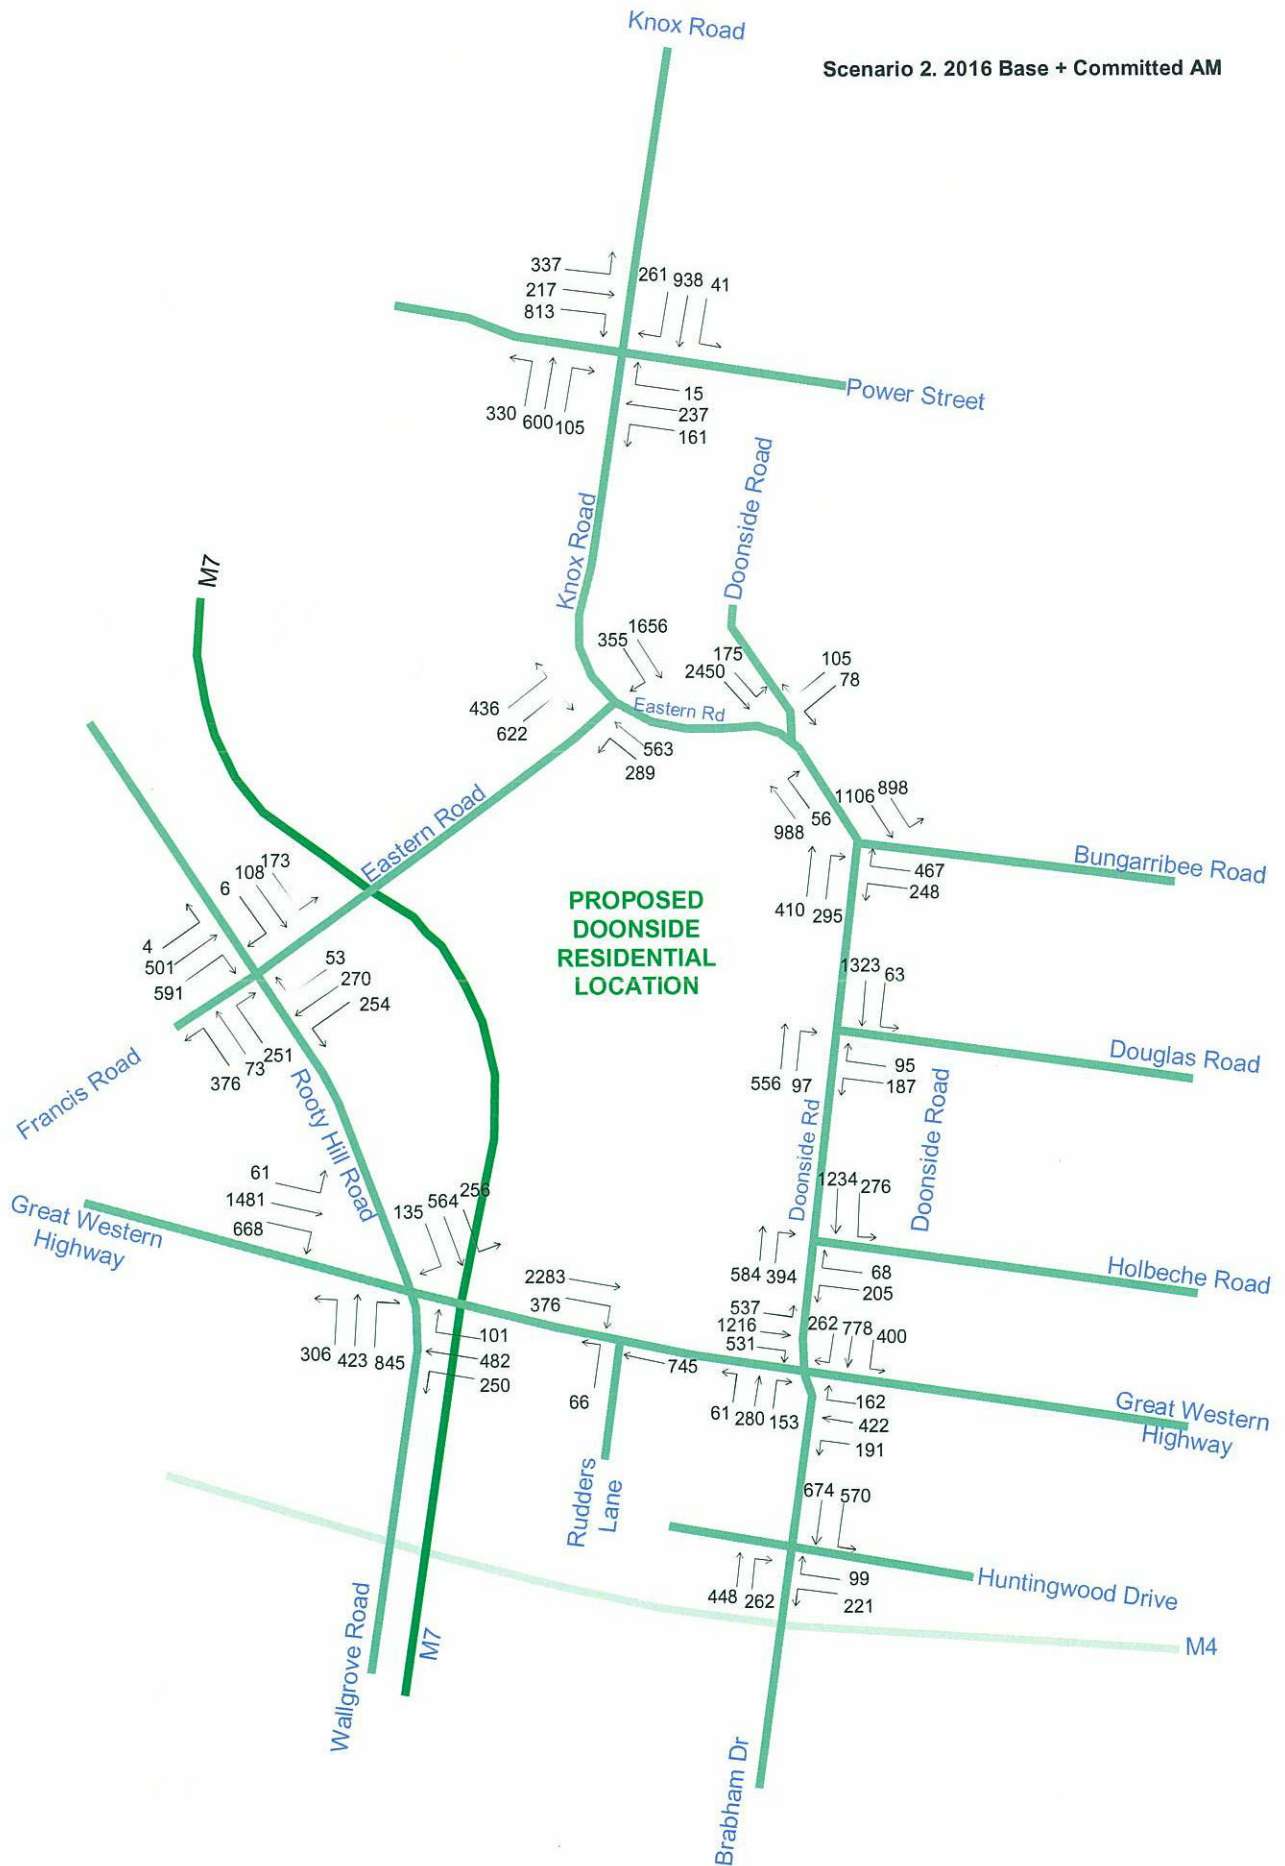 Knox Road
Scenario 2. 2016 Base + Committed AM
337
217
813
261
938
41
Power Street
330
600
105
15
237
161
Doonside Road
Knox Road
M7
355
1656
175
2450
105
78
436
622
Eastern Rd
563
289
1106
898
988
56
Eastern Road
Bungarribee Road
467
248
410
295
6
108
173
PROPOSED
DOONSIDE
RESIDENTIAL
LOCATION
4
501
591
53
270
254
1323
63
376
73
251
Francis Road
Rooty Hill Road
556
97
95
187
Douglas Road
Doonside Rd
Doonside Road
61
1481
668
135
564
256
1234
276
Great Western
Highway
584
394
68
205
Holbeche Road
2283
376
537
1216
531
262
778
400
306
423
845
101
482
250
66
745
61
280
153
162
422
191
Great Western
Highway
Rudders
Lane
674
570
448
262
99
221
Huntingwood Drive
M4
Wallgrove Road
M7
Brabham Dr